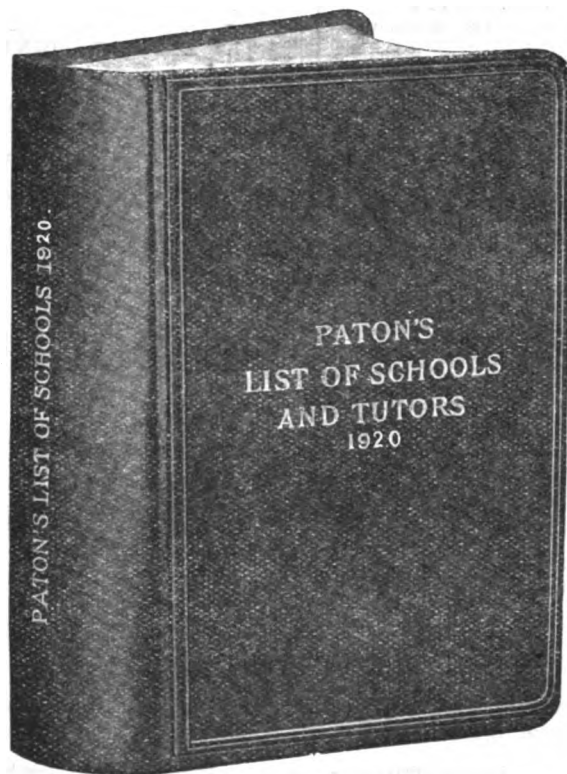 PATON'S LIST OF SCHOOLS 1920.
PATON'S
LIST OF SCHOOLS
AND TUTORS
1920